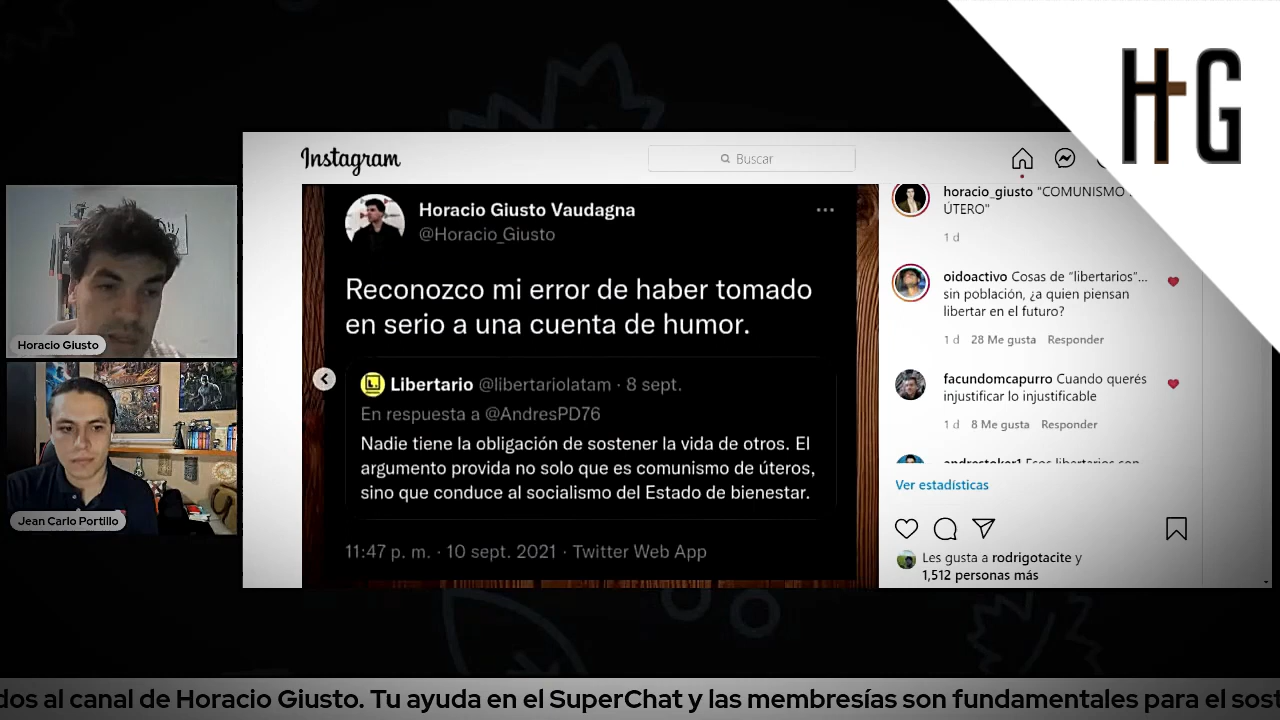 H-G
Instagram
Buscar
Horacio Giusto Vaudagna
@Horacio_Giusto
Reconozco mi error de haber tomado
en serio a una cuenta de humor.
Libertario @libertariolatam · 8 sept.
En respuesta a @AndresPD76
Nadie tiene la obligación de sostener la vida de otros. El
argumento provida no solo que es comunismo de úteros,
sino que conduce al socialismo del Estado de bienestar.
11:47 p. m. · 10 sept. 2021 · Twitter Web App
horacio_giusto "COMUNISMO
ÚTERO"
1 d
oidoactivo Cosas de "libertarios"...
sin población, ¿a quien piensan
libertar en el futuro?
1 d 28 Me gusta Responder
facundomcapurro Cuando querés
injustificar lo injustificable
1 d 8 Me gusta Responder
andrestoker1 Esos libertarios son
Ver estadísticas
Les gusta a rodrigotacite y
1,512 personas más
Horacio Giusto
Jean Carlo Portillo
dos al canal de Horacio Giusto. Tu ayuda en el SuperChat y las membresías son fundamentales para el sost